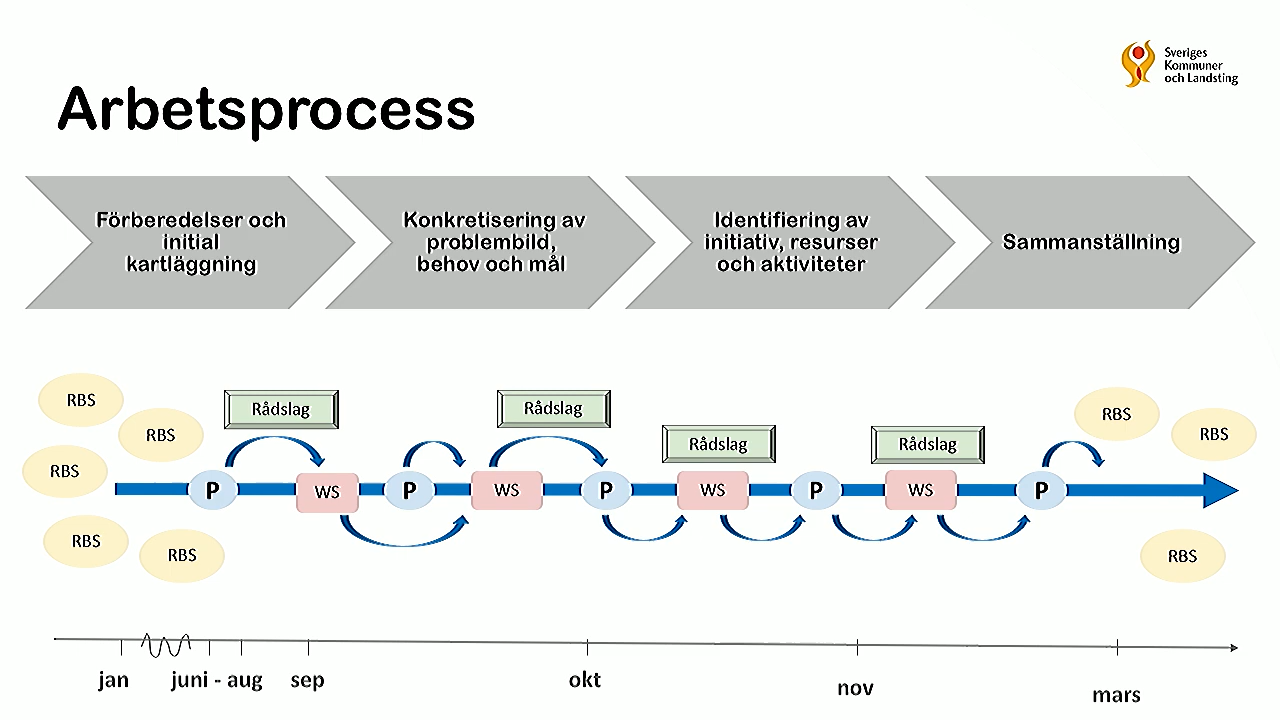 Sveriges
Kommuner
och Landsting
Arbetsprocess
Förberedelser och
initial
kartläggning
Konkretisering av
problembild,
behov och mål
Identifiering av
initiativ, resurser
och aktiviteter
Sammanställning
RBS
RBS
RBS
RBS
RBS
Rådslag
Rådslag
Rådslag
Rådslag
RBS
RBS
RBS
P
WS
P
WS
P
WS
P
WS
P
jan
juni - aug
sep
okt
nov
mars